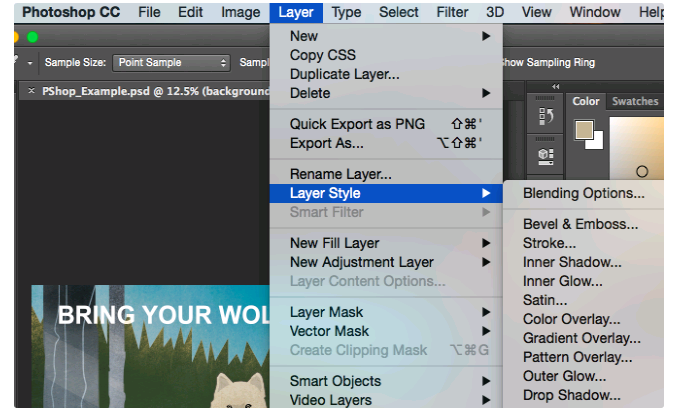 Photoshop CC File Edit Image Layer Type Select Filter 3D View Window Help
Sample Size: Point Sample Sampl
how Sampling Ring
× PShop_Example.psd @ 12.5% (background
New
Copy CSS
Duplicate Layer...
Delete
Quick Export as PNG ⇧⌘'
Export As... ⌥⇧⌘'
Rename Layer...
Layer Style
Smart Filter
New Fill Layer
New Adjustment Layer
Layer Content Options...
Layer Mask
Vector Mask
Create Clipping Mask ⌥⌘G
Smart Objects
Video Layers
Color Swatches
Blending Options...
Bevel & Emboss...
Stroke...
Inner Shadow...
Inner Glow...
Satin...
Color Overlay...
Gradient Overlay...
Pattern Overlay...
Outer Glow...
Drop Shadow...
BRING YOUR WOL